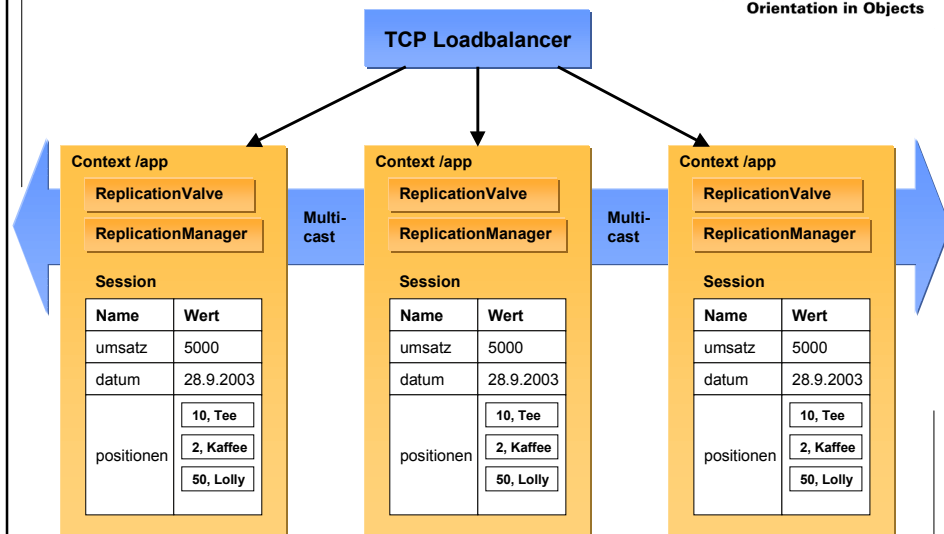 Orientation in Objects
TCP Loadbalancer
Context /app
ReplicationValve
ReplicationManager
Session
Name Wert
umsatz 5000
datum 28.9.2003
positionen
10, Tee
2, Kaffee
50, Lolly
Multi-
cast
Context /app
ReplicationValve
ReplicationManager
Session
Name Wert
umsatz 5000
datum 28.9.2003
positionen
10, Tee
2, Kaffee
50, Lolly
Multi-
cast
Context /app
ReplicationValve
ReplicationManager
Session
Name Wert
umsatz 5000
datum 28.9.2003
positionen
10, Tee
2, Kaffee
50, Lolly